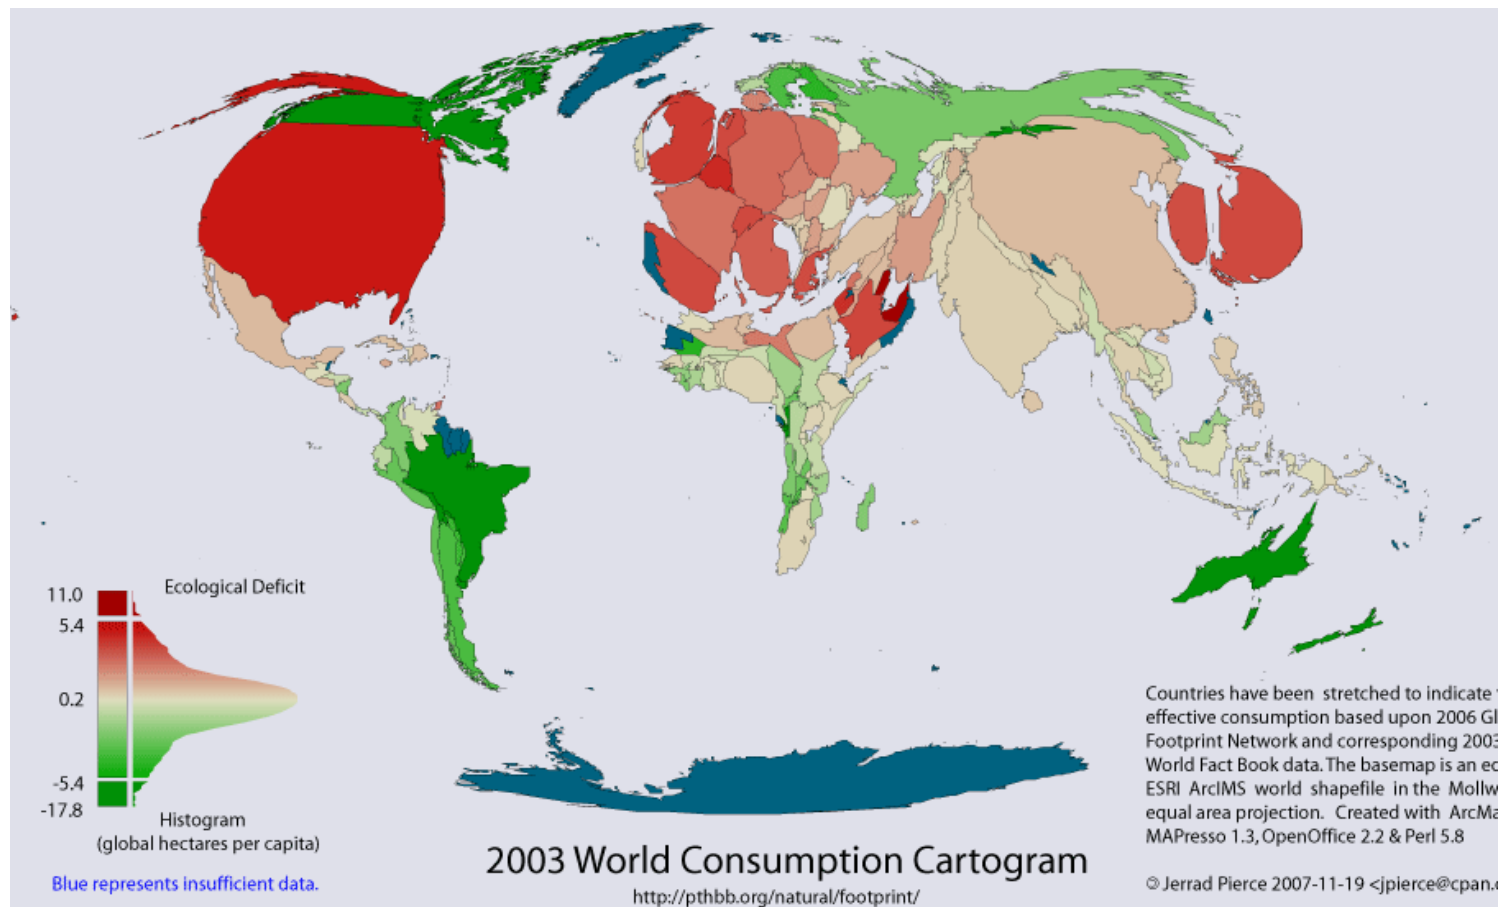 Ecological Deficit
11.0
5.4
0.2
-5.4
-17.8
Histogram
(global hectares per capita)
Blue represents insufficient data.
2003 World Consumption Cartogram
http://pthbb.org/natural/footprint/
Countries have been stretched to indicate
effective consumption based upon 2006
Footprint Network and corresponding 2003
World Fact Book data. The basemap is an
ESRI ArcIMS world shapefile in the
equal area projection. Created with
MAPresso 1.3, OpenOffice 2.2 & Perl 5.8
© Jerrad Pierce 2007-11-19